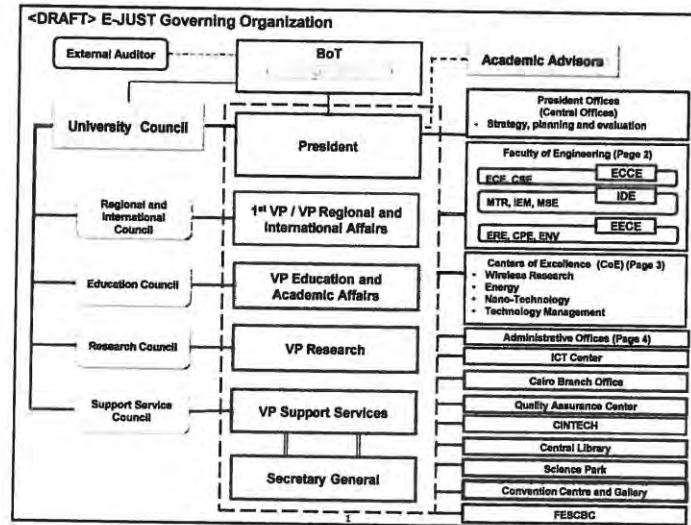 <DRAFT> E-JUST Governing Organization
External Auditor
BoT
Academic Advisors
University Council
President
President Offices
(Central Offices)
- Strategy, planning and evaluation
Faculty of Engineering (Page 2)
ECCE
ECE, CSE
IDE
MTR, IEM, MSE
EECE
ERE, CPE, ENV
Regional and
International
Council
1st VP / VP Regional and
International Affairs
Centers of Excellence (CoE) (Page 3)
• Wireless Research
• Energy
• Nano-Technology
• Technology Management
Education Council
VP Education and
Academic Affairs
Research Council
VP Research
Support Service
Council
VP Support Services
Secretary General
Administrative Offices (Page 4)
ICT Center
Cairo Branch Office
Quality Assurance Center
CINTECH
Central Library
Science Park
Convention Centre and Gallery
FESCBC
1